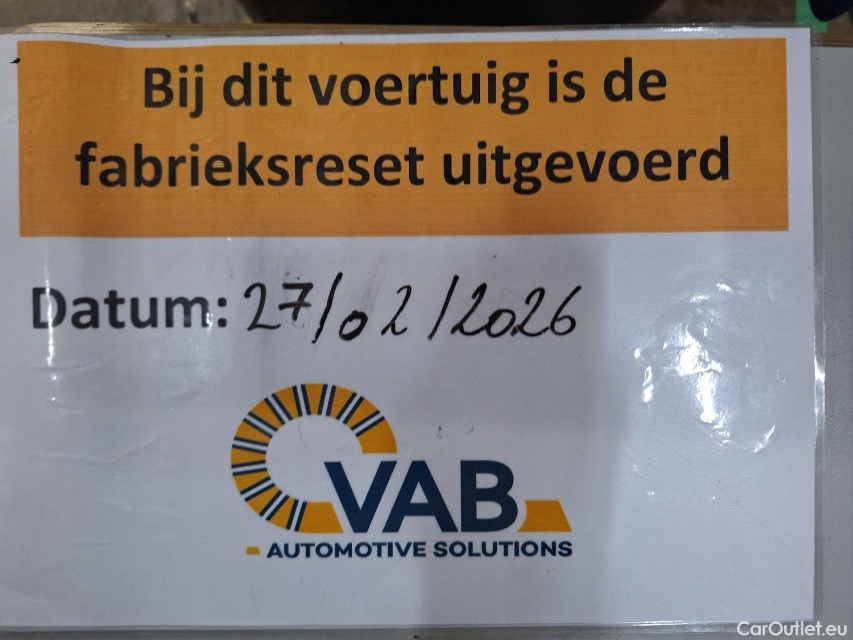 Bij dit voertuig is de
fabrieksreset uitgevoerd
Datum: 27/02/2026
VAB
AUTOMOTIVE SOLUTIONS
CarOutlet.eu